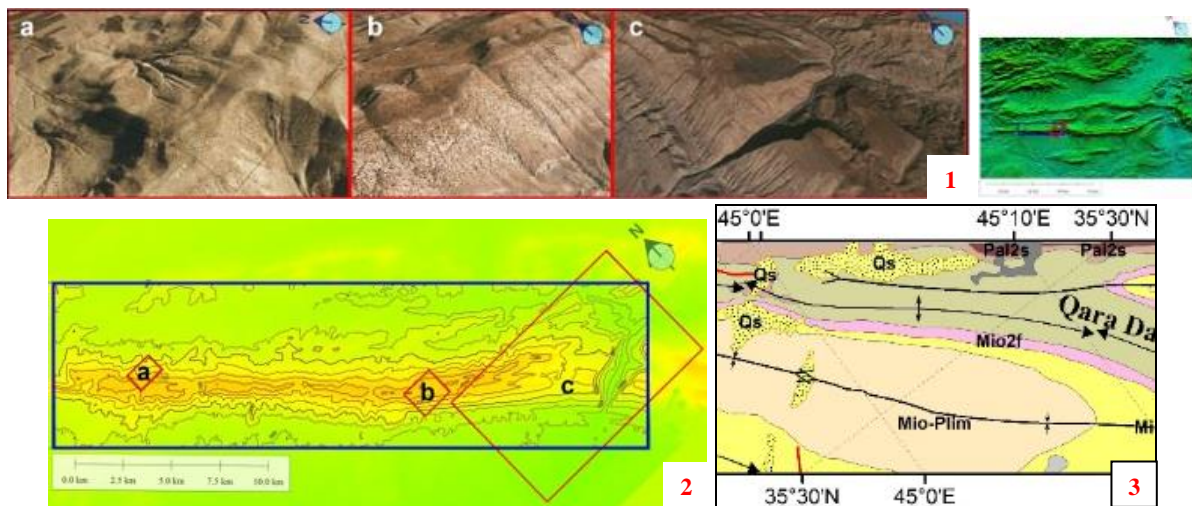 a
N
b
N
c
N
1
N
N
a
b
c
0.0 km 2.5 km 5.0 km 7.5 km 10.0 km
2
45°0'E 45°10'E 35°30'N
Pal2s Pal2s
Qs Qs
Qs
Qara Da
Mio2f
Mio-Plim Mi
35°30'N 45°0'E
3